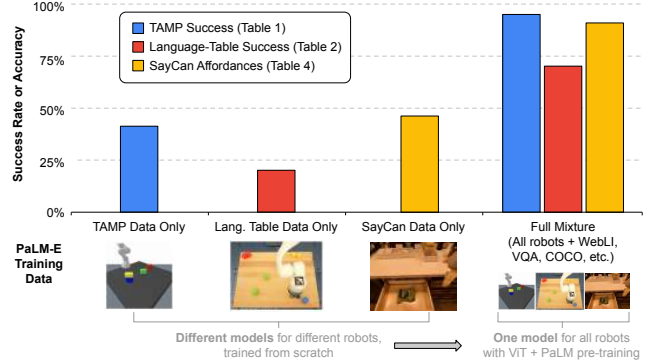 100%
75%
50%
25%
0%
Success Rate or Accuracy
TAMP Success (Table 1)
Language-Table Success (Table 2)
SayCan Affordances (Table 4)
TAMP Data Only
Lang. Table Data Only
SayCan Data Only
Full Mixture
(All robots + WebLI,
VQA, COCO, etc.)
PaLM-E
Training
Data
Different models for different robots,
trained from scratch
One model for all robots
with ViT + PaLM pre-training